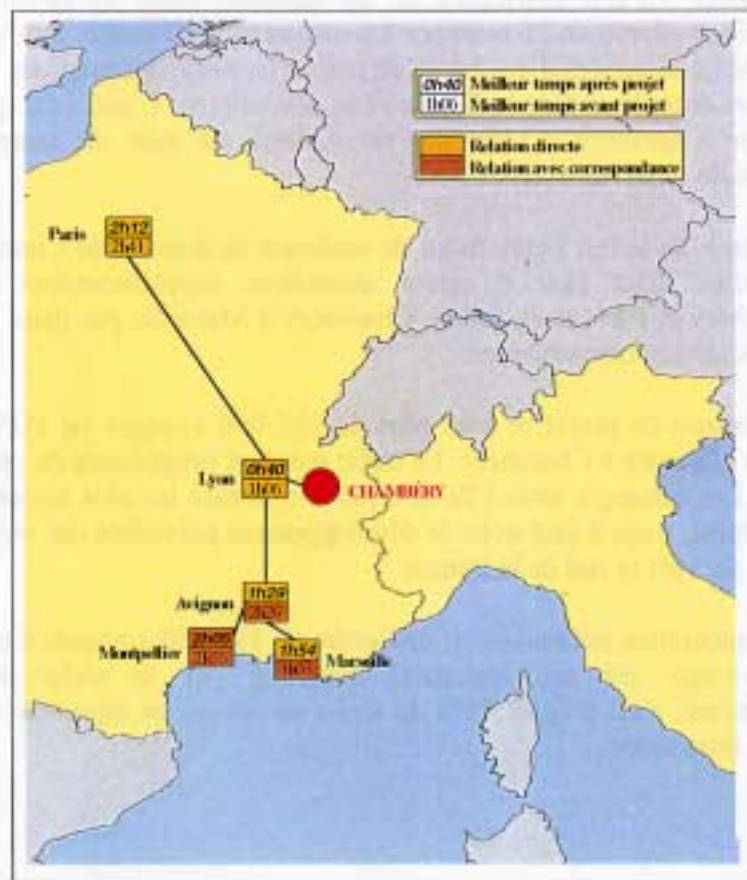 0h40 Meilleur temps après projet
1h06 Meilleur temps avant projet
Relation directe
Relation avec correspondance
Paris
2h12
2h41
Lyon
0h40
1h06
CHAMBÉRY
Avignon
1h29
Montpellier
Marseille
1h54